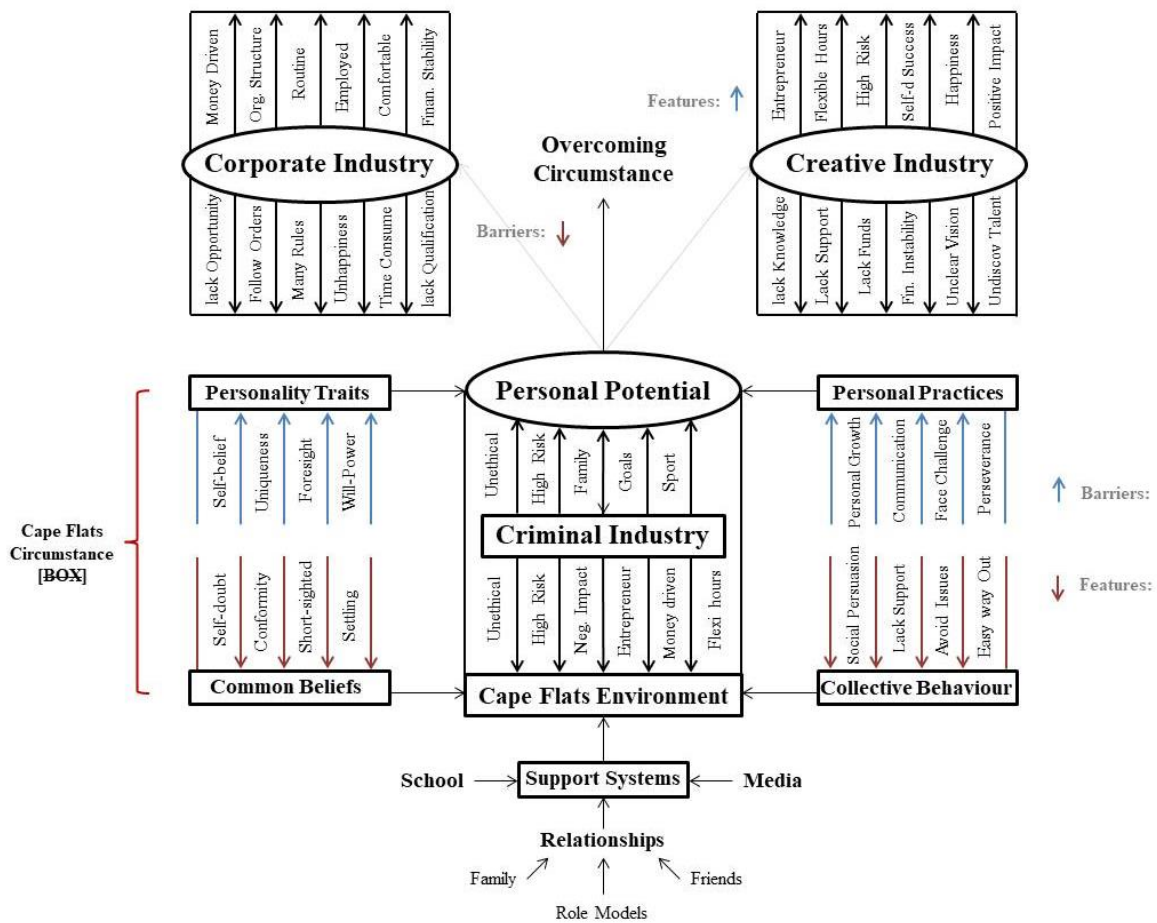 Money Driven
Org. Structure
Routine
Employed
Comfortable
Finan. Stability
Corporate Industry
lack Opportunity
Follow Orders
Many Rules
Unhappiness
Time Consume
lack Qualification
Features:
Overcoming
Circumstance
Barriers:
Entrepreneur
Flexible Hours
High Risk
Self-d Success
Happiness
Positive Impact
Creative Industry
lack Knowledge
Lack Support
Lack Funds
Fin. Instability
Unclear Vision
Undiscov Talent
Personality Traits
Self-belief
Uniqueness
Foresight
Will-Power
Cape Flats
Circumstance
[BOX]
Self-doubt
Conformity
Short-sighted
Settling
Common Beliefs
Personal Potential
Unethical
High Risk
Family
Goals
Sport
Criminal Industry
Unethical
High Risk
Neg. Impact
Entrepreneur
Money driven
Flexi hours
Cape Flats Environment
Personal Practices
Personal Growth
Communication
Face Challenge
Perseverance
Barriers:
Social Persuasion
Lack Support
Avoid Issues
Easy way Out
Features:
Collective Behaviour
School
Support Systems
Media
Relationships
Family
Friends
Role Models